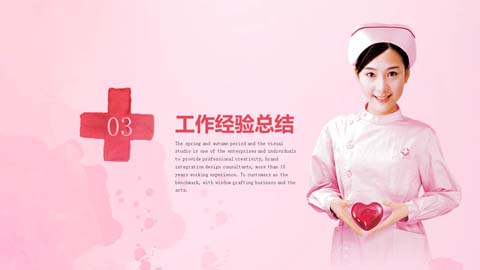 03
工作经验总结
The spring and autumn period and the visual
studio is one of the enterprises and individuals
to provide professional creativity, brand
integration design consultants, more than 10
years working experience. To customers as the
benchmark, with wisdom grafting business and the
arts.